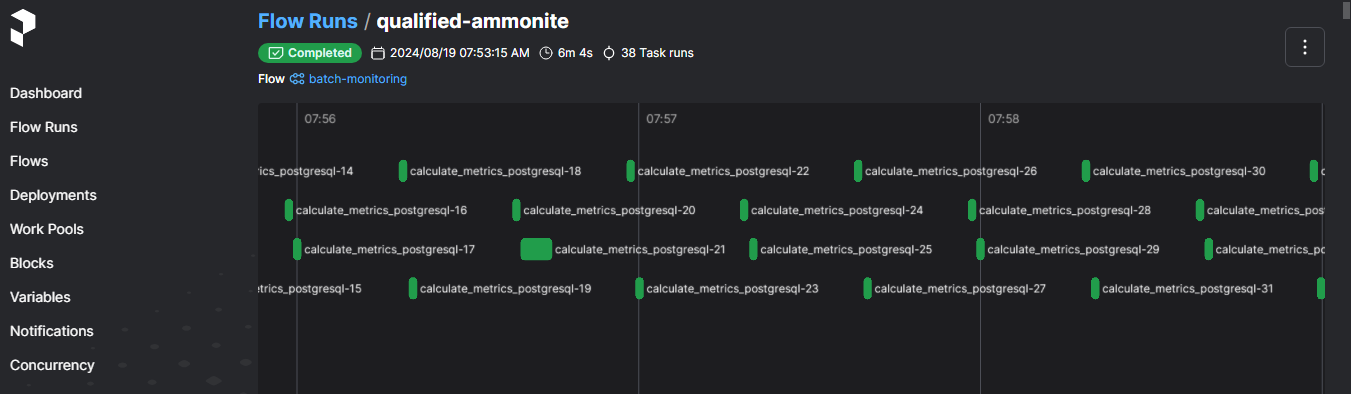 Flow Runs / qualified-ammonite
Completed 2024/08/19 07:53:15 AM 6m 4s 38 Task runs
Flow batch-monitoring
Dashboard
Flow Runs
Flows
Deployments
Work Pools
Blocks
Variables
Notifications
Concurrency
07:56 07:57 07:58
trics_postgresql-14 calculate_metrics_postgresql-18 calculate_metrics_postgresql-22 calculate_metrics_postgresql-26 calculate_metrics_postgresql-30 c
calculate_metrics_postgresql-16 calculate_metrics_postgresql-20 calculate_metrics_postgresql-24 calculate_metrics_postgresql-28 calculate_metrics_post
calculate_metrics_postgresql-17 calculate_metrics_postgresql-21 calculate_metrics_postgresql-25 calculate_metrics_postgresql-29 calculate_metrics_pc
etrics_postgresql-15 calculate_metrics_postgresql-19 calculate_metrics_postgresql-23 calculate_metrics_postgresql-27 calculate_metrics_postgresql-31